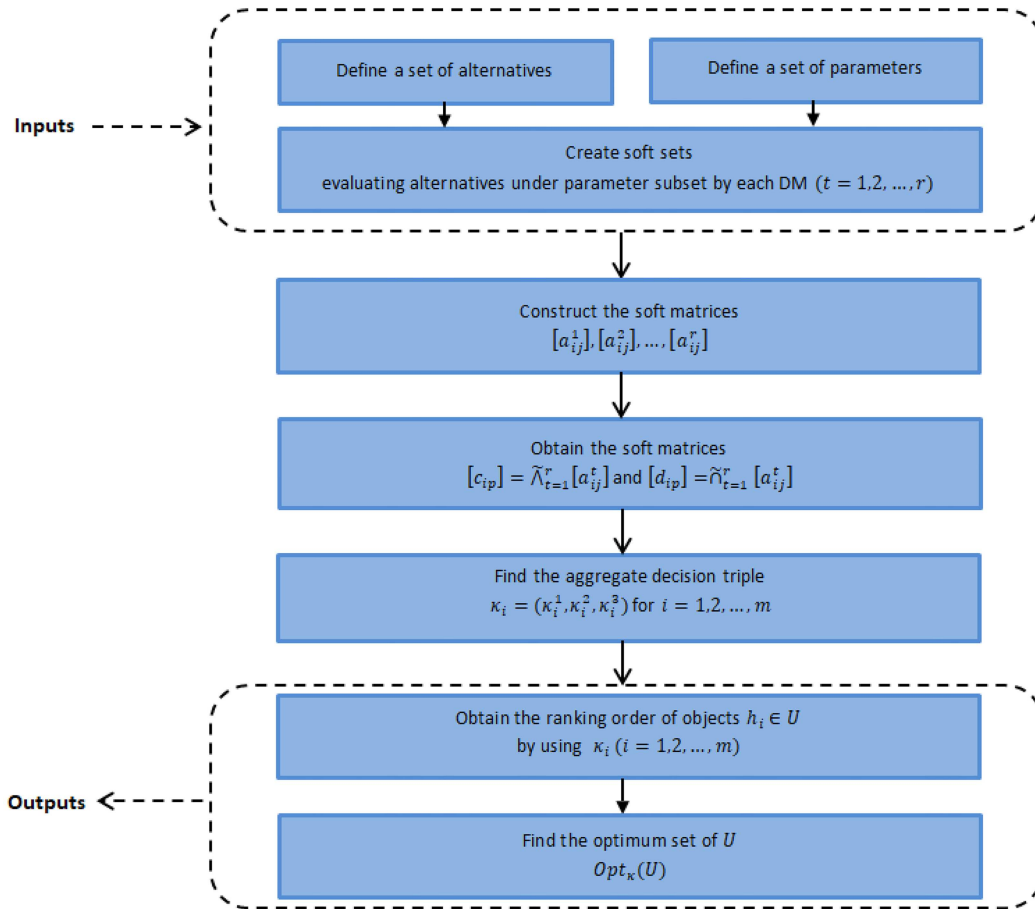 Define a set of alternatives
Define a set of parameters
Inputs
Create soft sets
evaluating alternatives under parameter subset by each DM (t = 1,2, …, r)
Construct the soft matrices
[a¹ᵢⱼ], [a²ᵢⱼ], …, [aʳᵢⱼ]
Obtain the soft matrices
[cᵢₚ] = Λ̃ʳₜ₌₁[aᵗᵢⱼ] and [dᵢₚ] = ∩̃ʳₜ₌₁ [aᵗᵢⱼ]
Find the aggregate decision triple
κᵢ = (κᵢ¹, κᵢ², κᵢ³) for i = 1,2, …, m
Obtain the ranking order of objects hᵢ ∈ U
by using κᵢ (i = 1,2, …, m)
Outputs
Find the optimum set of U
Opt_κ(U)